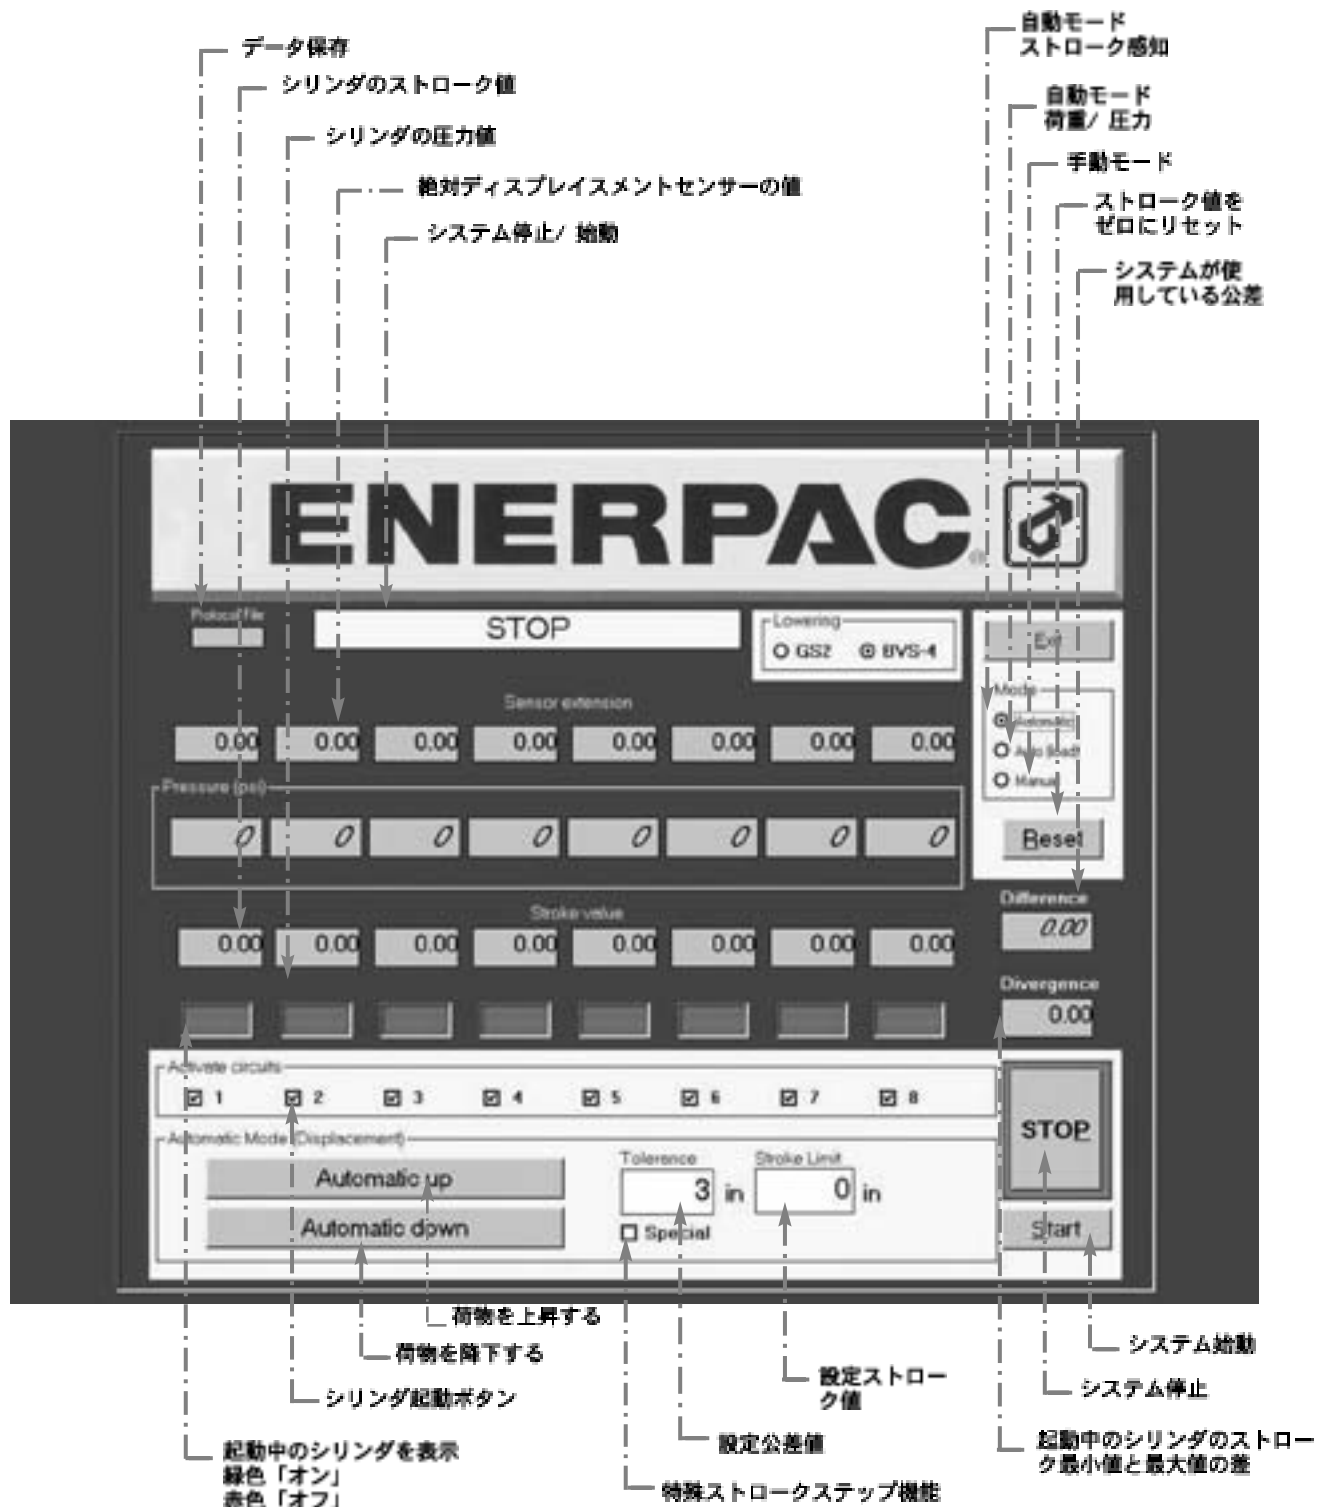 データ保存
シリンダのストローク値
シリンダの圧力値
絶対ディスプレイスメントセンサーの値
システム停止/ 始動
自動モード
ストローク感知
自動モード
荷重/ 圧力
手動モード
ストローク値を
ゼロにリセット
システムが使
用している公差
ENERPAC
Protocol file
STOP
Lowering
GS2
BVS-4
Exit
Sensor extension
Mode
0.00 0.00 0.00 0.00 0.00 0.00 0.00 0.00
Automatic
Auto (load)
Manual
Pressure (psi)
0 0 0 0 0 0 0 0
Reset
Stroke value
Difference
0.00 0.00 0.00 0.00 0.00 0.00 0.00 0.00
0.00
Divergence
0.00
Activate circuits
1 2 3 4 5 6 7 8
STOP
Automatic Mode (Displacement)
Automatic up
Tolerence
3 in
Stroke Limit
0 in
Automatic down
Special
Start
荷物を上昇する
荷物を降下する
シリンダ起動ボタン
起動中のシリンダを表示
緑色「オン」
赤色「オフ」
設定ストロー
ク値
設定公差値
特殊ストロークステップ機能
システム始動
システム停止
起動中のシリンダのストロー
ク最小値と最大値の差